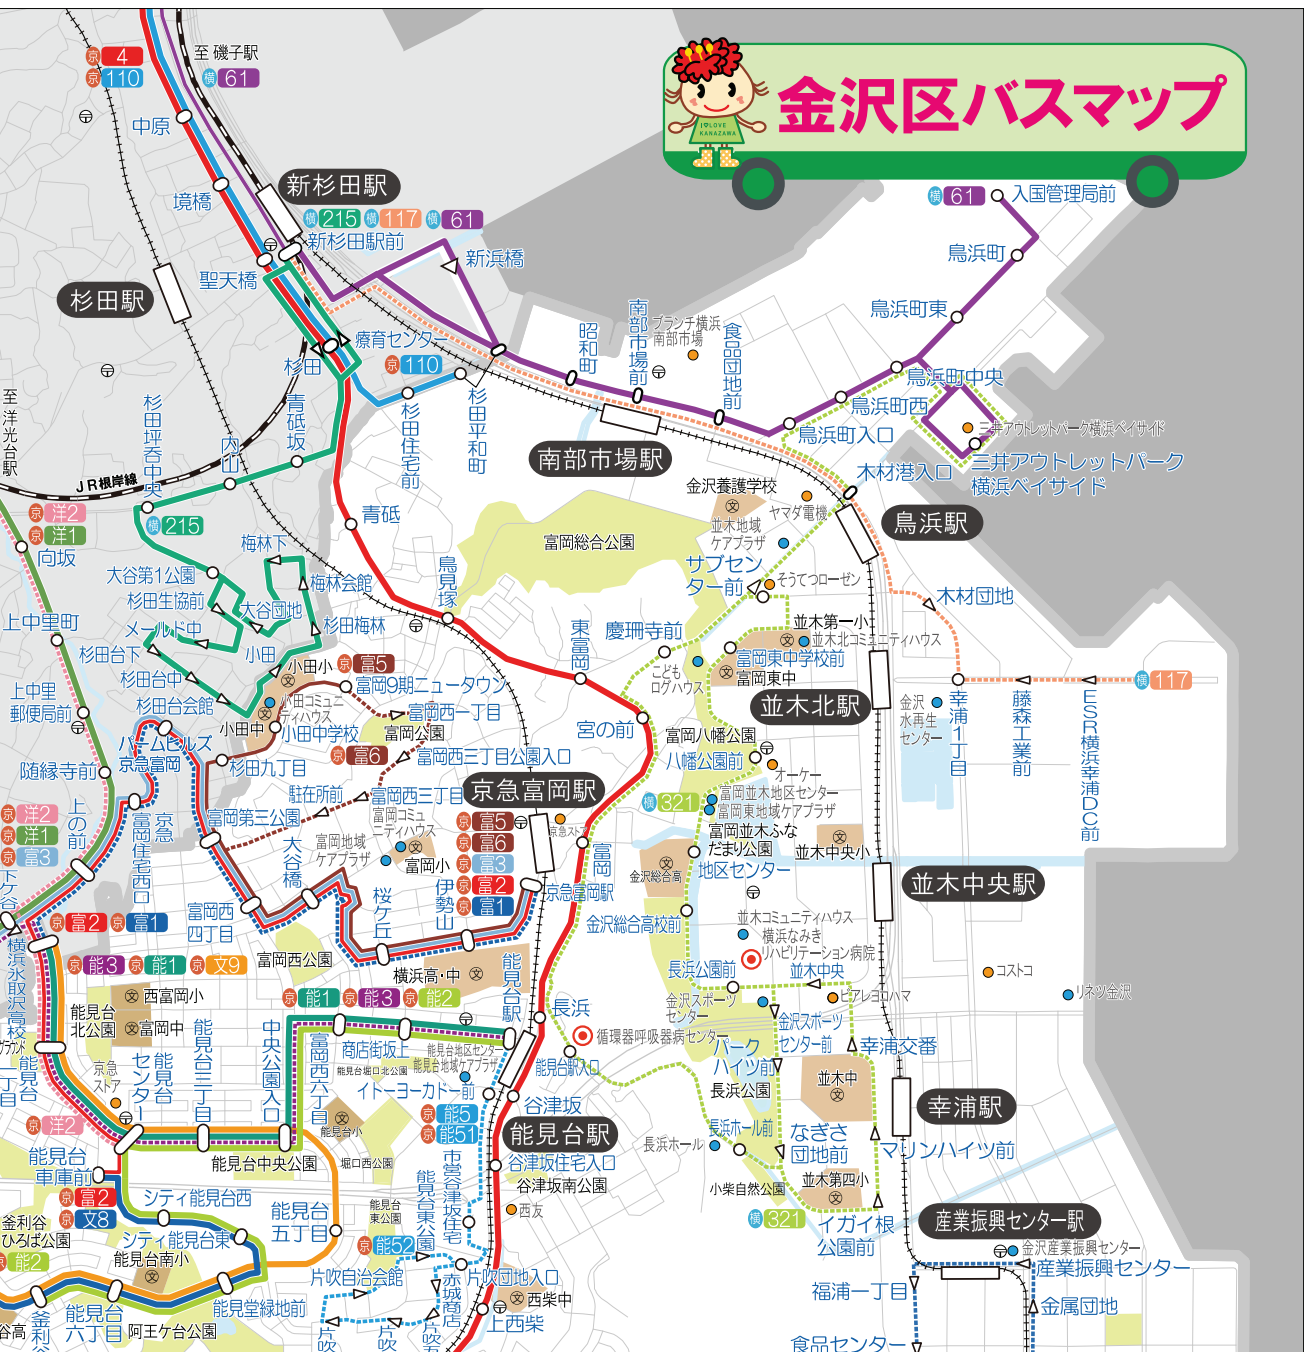 金沢区バスマップ
I♥LOVE
KANAZAWA
京 4
京 110
至 磯子駅
横 61
中原
境橋
新杉田駅
横 215 横 117 横 61
新杉田駅前
新浜橋
聖天橋
杉田駅
療育センター
杉田
京 110
杉田住宅前
杉田平和町
昭和町
南部市場前
ブランチ横浜
南部市場
食品団地前
南部市場駅
横 61
入国管理局前
鳥浜町
鳥浜町東
鳥浜町中央
鳥浜町西
鳥浜町入口
三井アウトレットパーク横浜ベイサイド
三井アウトレットパーク
横浜ベイサイド
木材港入口
鳥浜駅
至 洋光台駅
杉田坪呑中央
内山
青砥坂
JR根岸線
京 洋2
京 洋1
向坂
横 215
青砥
富岡総合公園
金沢養護学校
ヤマダ電機
並木地域
ケアプラザ
サブセン
ター前
そうてつローゼン
木材団地
梅林下
大谷第1公園
梅林会館
杉田生協前
大谷団地
メールド中
杉田梅林
杉田台下
小田
上中里町
杉田台中
小田小
京 富5
杉田台会館
小田コミュニ
ティハウス
富岡9期ニュータウン
鳥見塚
東富岡
慶珊寺前
並木第一小
並木北コミュニティハウス
富岡東中学校前
富岡東中
こども
ログハウス
並木北駅
金沢
水再生
センター
幸浦1丁目
藤森工業前
ESR横浜幸浦DC前
横 117
上中里
郵便局前
小田中
小田中学校
富岡西一丁目
富岡公園
パームヒルズ
京急富岡
京 富6
富岡西三丁目公園入口
随縁寺前
杉田九丁目
宮の前
富岡八幡公園
八幡公園前
オーケー
京急富岡駅
駐在所前
富岡西三丁目
富岡第三公園
富岡コミュ
ニティハウス
富岡地域
ケアプラザ
富岡小
京 富5
京 富6
京 富3
京 富2
京 富1
京急富岡駅
富岡
横 321
富岡並木地区センター
富岡東地域ケアプラザ
富岡並木ふな
だまり公園
並木中央小
地区センター
金沢総合高
並木中央駅
京 洋2
京 洋1
京 富3
上の前
京急
富岡住宅西口
大谷橋
桜ケ丘
伊勢山
京 富2 京 富1
富岡西
四丁目
金沢総合高校前
並木コミュニティハウス
横浜なみき
リハビリテーション病院
長浜公園前
並木中央
ピアレヨコハマ
コストコ
リネツ金沢
横浜氷取沢高校
京 能3 京 能1 京 文9
富岡西公園
横浜高・中
能見台駅
京 能1 京 能3 京 能2
長浜
金沢スポーツ
センター
金沢スポーツ
センター前
幸浦交番
西富岡小
能見台
北公園
富岡中
能見台三丁目
中央公園入口
富岡西六丁目
商店街坂上
能見台地区センター
能見台地域ケアプラザ
能見台堀口北公園
イトーヨーカドー前
循環器呼吸器病センター
能見台駅入口
パーク
ハイツ前
長浜公園
並木中
幸浦駅
京急
ストア
能見台
センター
京 洋2
能見台小
京 能5
京 能51
谷津坂
能見台駅
長浜ホール
長浜ホール前
なぎさ
団地前
マリンハイツ前
能見台
車庫前
能見台中央公園
堀口西公園
谷津坂住宅入口
谷津坂南公園
小柴自然公園
並木第四小
京 富2
京 文8
シティ能見台西
シティ能見台東
能見台
五丁目
能見台
東公園
能見台東公園
市営谷津坂住宅
西友
横 321
イガイ根
公園前
産業振興センター駅
金沢産業振興センター
産業振興センター
釜利谷
ひろば公園
能2
能見台南小
京 能52
片吹自治会館
赤城商店
片吹団地入口
西柴中
上西柴
福浦一丁目
金属団地
食品センター
能見台
六丁目
阿王ケ台公園
能見堂緑地前
谷高
釜利谷
片吹
片吹